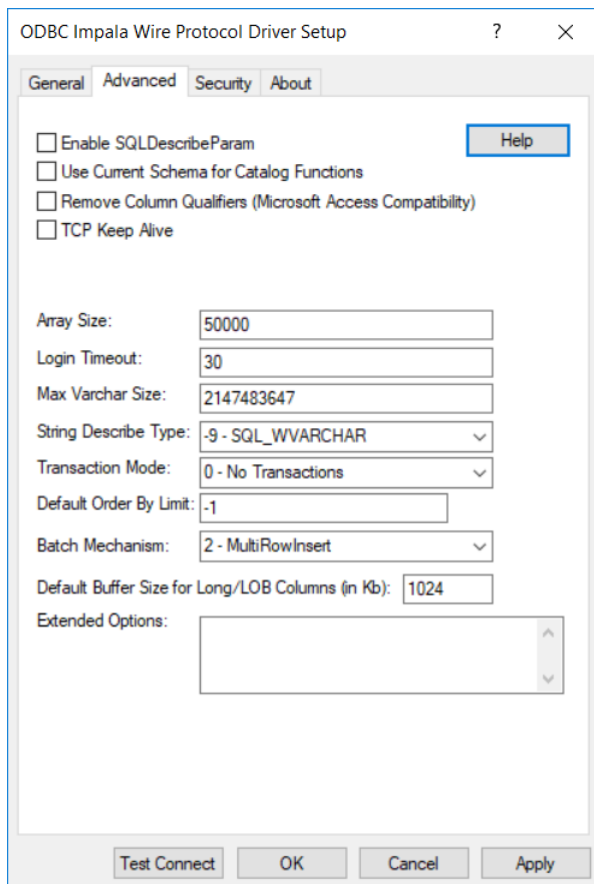 ODBC Impala Wire Protocol Driver Setup ?
General Advanced Security About
Enable SQLDescribeParam Help
Use Current Schema for Catalog Functions
Remove Column Qualifiers (Microsoft Access Compatibility)
TCP Keep Alive
Array Size: 50000
Login Timeout: 30
Max Varchar Size: 2147483647
String Describe Type: -9 - SQL_WVARCHAR
Transaction Mode: 0 - No Transactions
Default Order By Limit: -1
Batch Mechanism: 2 - MultiRowInsert
Default Buffer Size for Long/LOB Columns (in Kb): 1024
Extended Options:
Test Connect OK Cancel Apply